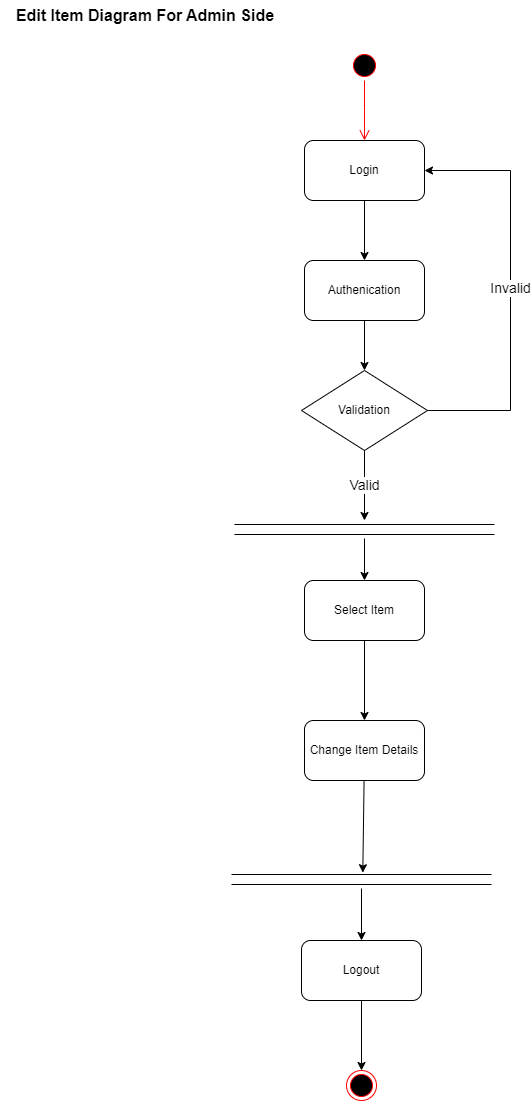 Edit Item Diagram For Admin Side
Login
Authenication
Invalid
Validation
Valid
Select Item
Change Item Details
Logout